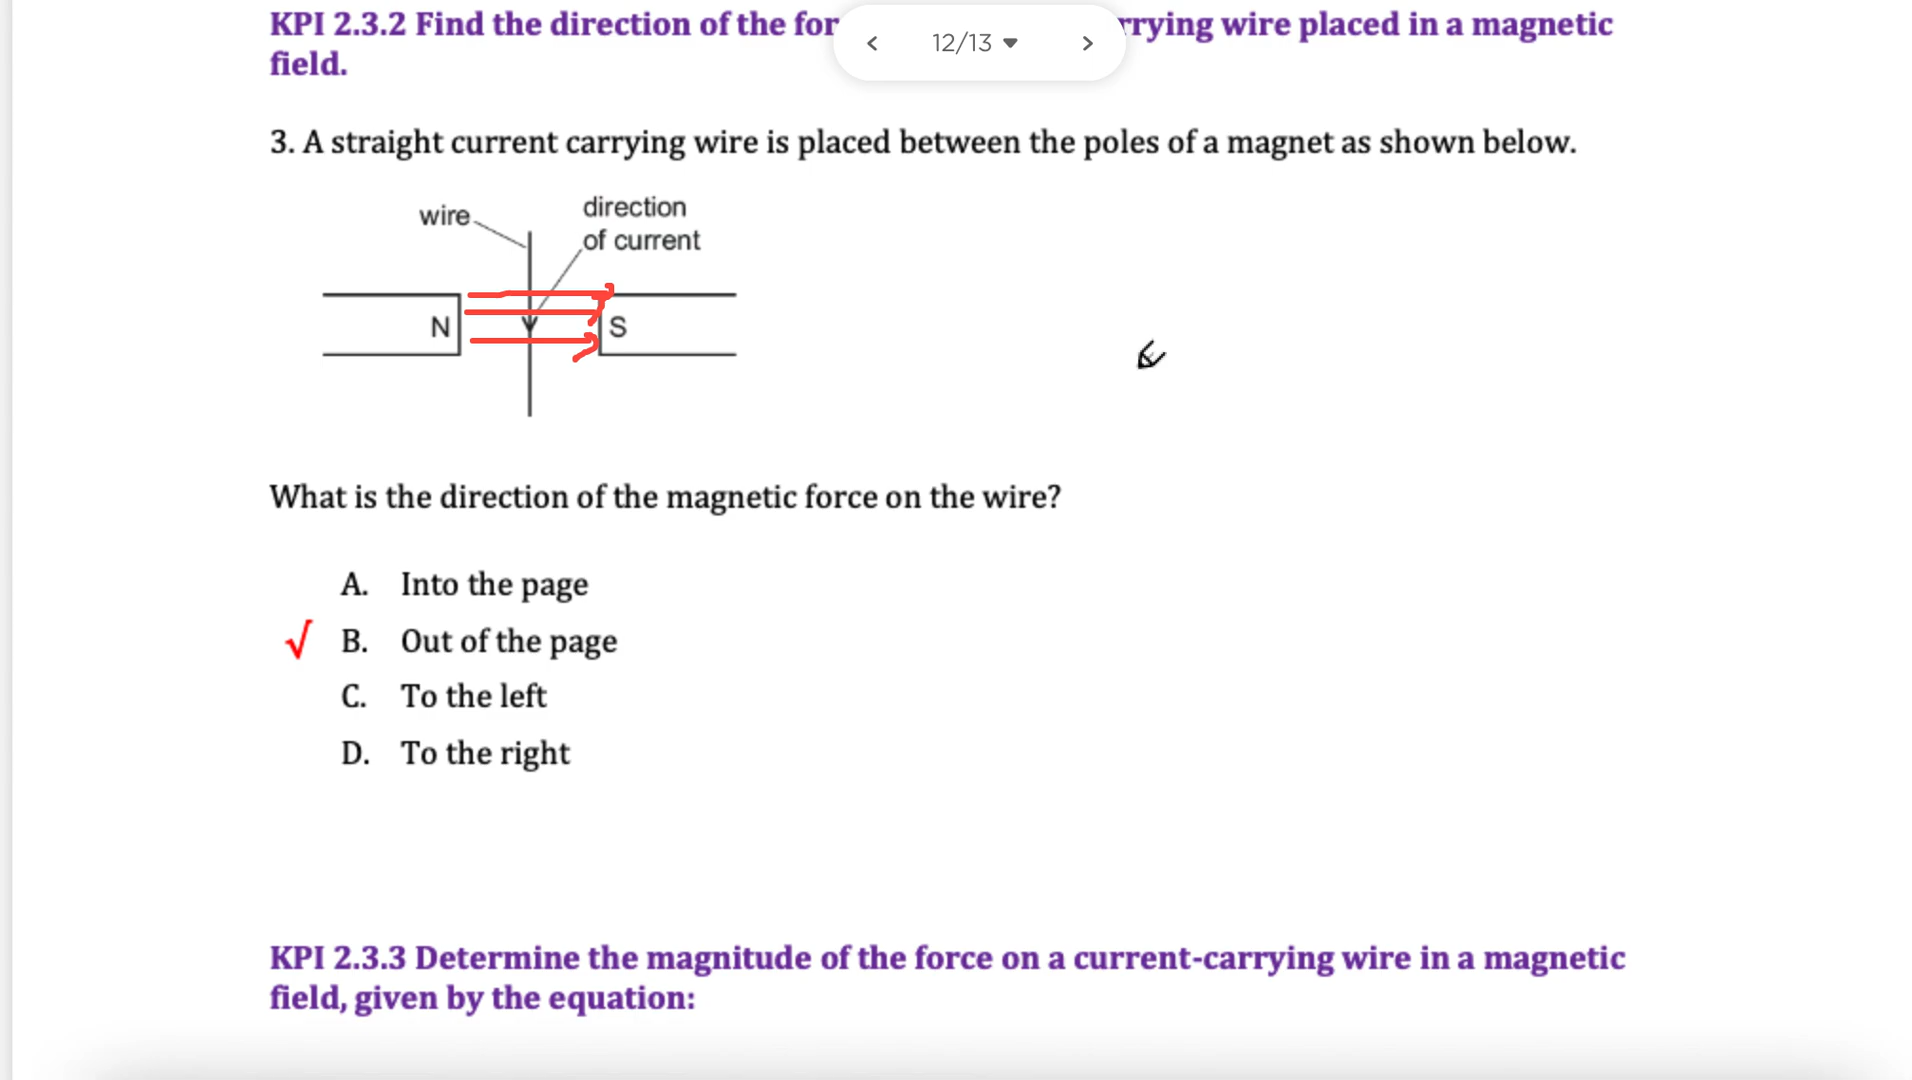 KPI 2.3.2 Find the direction of the for
rrying wire placed in a magnetic
12/13
field.
3. A straight current carrying wire is placed between the poles of a magnet as shown below.
wire
direction
of current
N
S
What is the direction of the magnetic force on the wire?
A. Into the page
√ B. Out of the page
C. To the left
D. To the right
KPI 2.3.3 Determine the magnitude of the force on a current-carrying wire in a magnetic
field, given by the equation: